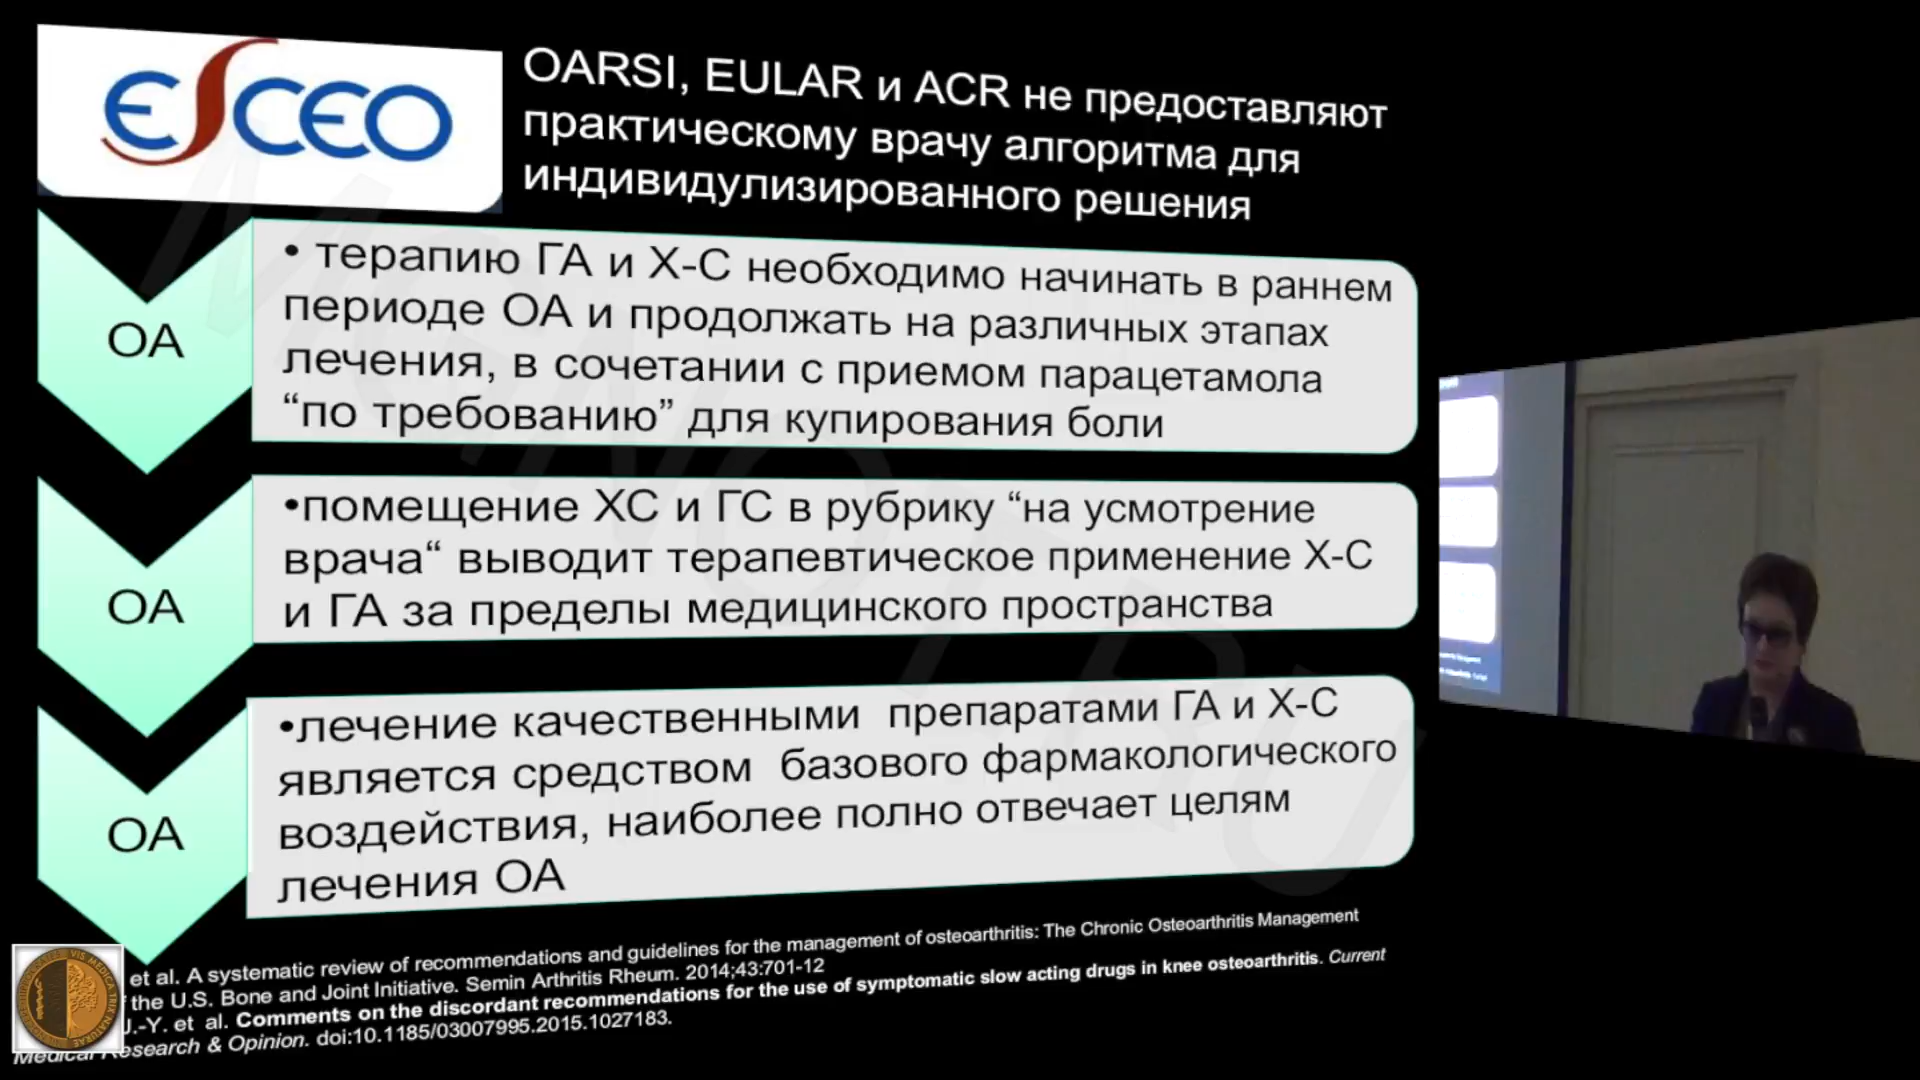 ESCEO
OARSI, EULAR и ACR не предоставляют
практическому врачу алгоритма для
индивидулизированного решения
ОА
• терапию ГА и Х-С необходимо начинать в раннем
периоде ОА и продолжать на различных этапах
лечения, в сочетании с приемом парацетамола
“по требованию” для купирования боли
ОА
•помещение ХС и ГС в рубрику “на усмотрение
врача“ выводит терапевтическое применение Х-С
и ГА за пределы медицинского пространства
ОА
•лечение качественными препаратами ГА и Х-С
является средством базового фармакологического
воздействия, наиболее полно отвечает целям
лечения ОА
et al. A systematic review of recommendations and guidelines for the management of osteoarthritis: The Chronic Osteoarthritis Management
the U.S. Bone and Joint Initiative. Semin Arthritis Rheum. 2014;43:701-12
J.-Y. et al. Comments on the discordant recommendations for the use of symptomatic slow acting drugs in knee osteoarthritis. Current
Medical Research & Opinion. doi:10.1185/03007995.2015.1027183.
MGNOT.RU